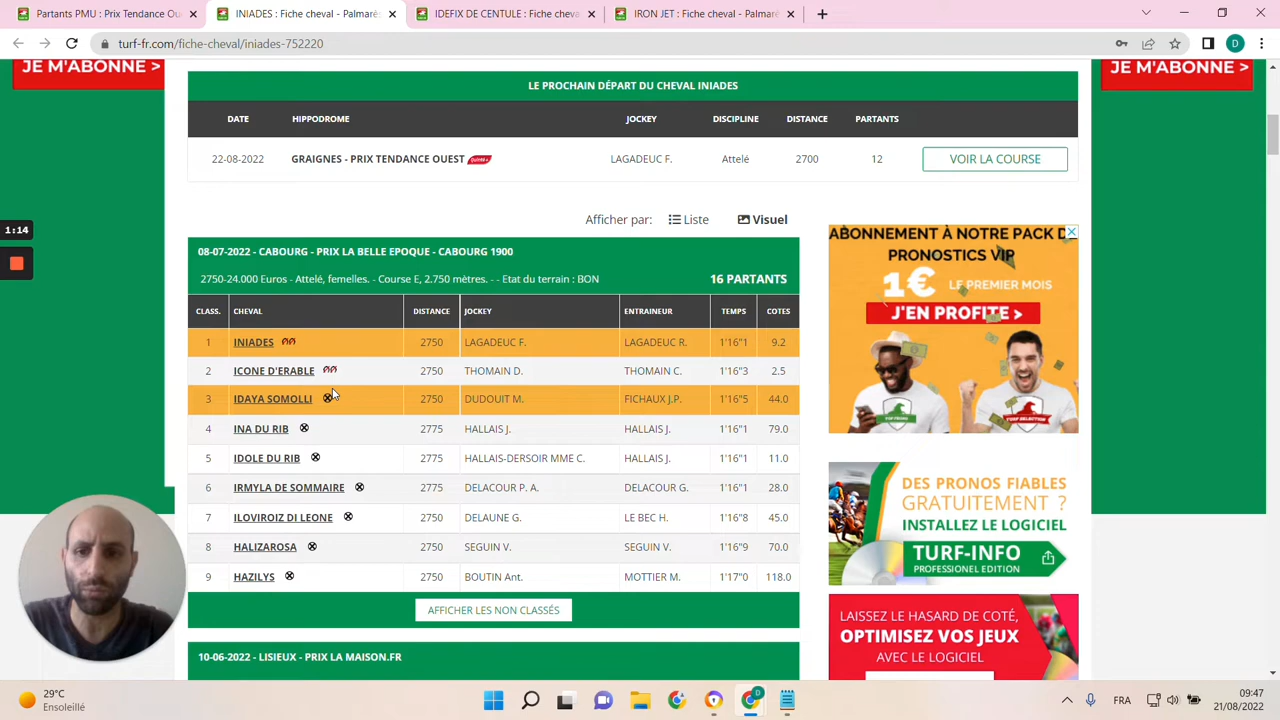 Partants PMU : Prix Tendance Ou
INIADES : Fiche cheval - Palmarè
IDEFIX DE CENTULE : Fiche cheva
IRON JET : Fiche cheval - Palmar
turf-fr.com/fiche-cheval/iniades-752220
D
JE M'ABONNE >
JE M'ABONNE >
LE PROCHAIN DÉPART DU CHEVAL INIADES
DATE HIPPODROME JOCKEY DISCIPLINE DISTANCE PARTANTS
22-08-2022 GRAIGNES - PRIX TENDANCE OUEST Quinté+ LAGADEUC F. Attelé 2700 12 VOIR LA COURSE
Afficher par: Liste Visuel
1:14
08-07-2022 - CABOURG - PRIX LA BELLE EPOQUE - CABOURG 1900
2750-24.000 Euros - Attelé, femelles. - Course E, 2.750 mètres. - - Etat du terrain : BON 16 PARTANTS
CLASS. CHEVAL DISTANCE JOCKEY ENTRAINEUR TEMPS COTES
1 INIADES 2750 LAGADEUC F. LAGADEUC R. 1'16"1 9.2
2 ICONE D'ERABLE 2750 THOMAIN D. THOMAIN C. 1'16"3 2.5
3 IDAYA SOMOLLI 2750 DUDOUIT M. FICHAUX J.P. 1'16"5 44.0
4 INA DU RIB 2775 HALLAIS J. HALLAIS J. 1'16"1 79.0
5 IDOLE DU RIB 2775 HALLAIS-DERSOIR MME C. HALLAIS J. 1'16"1 11.0
6 IRMYLA DE SOMMAIRE 2775 DELACOUR P. A. DELACOUR G. 1'16"1 28.0
7 ILOVIROIZ DI LEONE 2750 DELAUNE G. LE BEC H. 1'16"8 45.0
8 HALIZAROSA 2750 SEGUIN V. SEGUIN V. 1'16"9 70.0
9 HAZILYS 2750 BOUTIN Ant. MOTTIER M. 1'17"0 118.0
AFFICHER LES NON CLASSÉS
10-06-2022 - LISIEUX - PRIX LA MAISON.FR
ABONNEMENT À NOTRE PACK D
PRONOSTICS VIP
1€ LE PREMIER MOIS
J'EN PROFITE >
DES PRONOS FIABLES
GRATUITEMENT ?
INSTALLEZ LE LOGICIEL
TURF-INFO
PROFESSIONEL EDITION
LAISSEZ LE HASARD DE COTÉ,
OPTIMISEZ VOS JEUX
AVEC LE LOGICIEL
29°C
Ensoleillé
FRA
09:47
21/08/2022